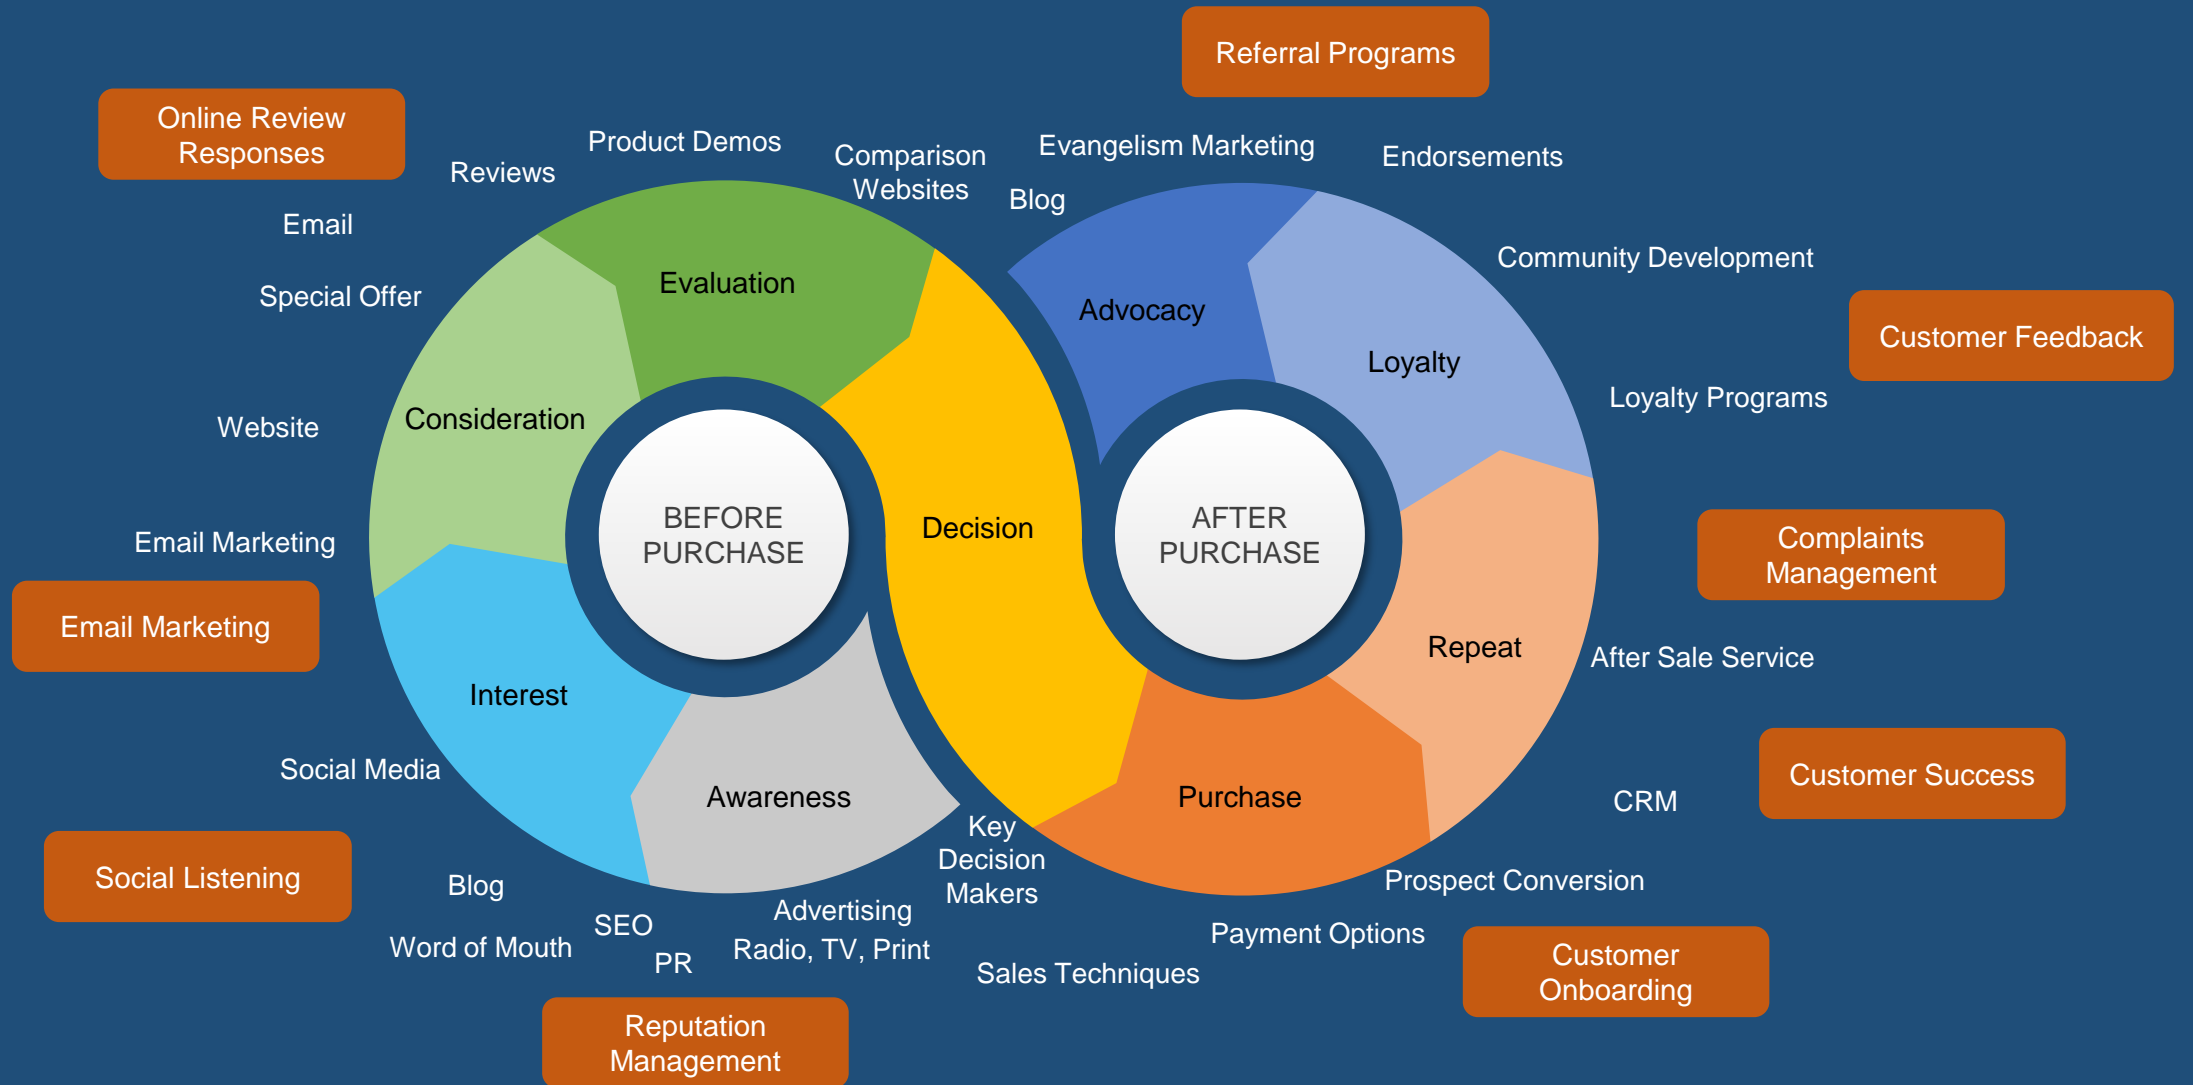 Referral Programs
Online Review
Responses
Product Demos
Comparison
Websites
Evangelism Marketing
Endorsements
Reviews
Blog
Email
Special Offer
Community Development
Evaluation
Advocacy
Loyalty
Customer Feedback
Consideration
Website
Loyalty Programs
BEFORE
PURCHASE
Decision
AFTER
PURCHASE
Email Marketing
Complaints
Management
Email Marketing
Repeat
After Sale Service
Interest
Social Media
Awareness
Purchase
Customer Success
CRM
Key
Decision
Makers
Social Listening
Blog
Prospect Conversion
SEO
Advertising
Word of Mouth
PR
Radio, TV, Print
Payment Options
Sales Techniques
Customer
Onboarding
Reputation
Management